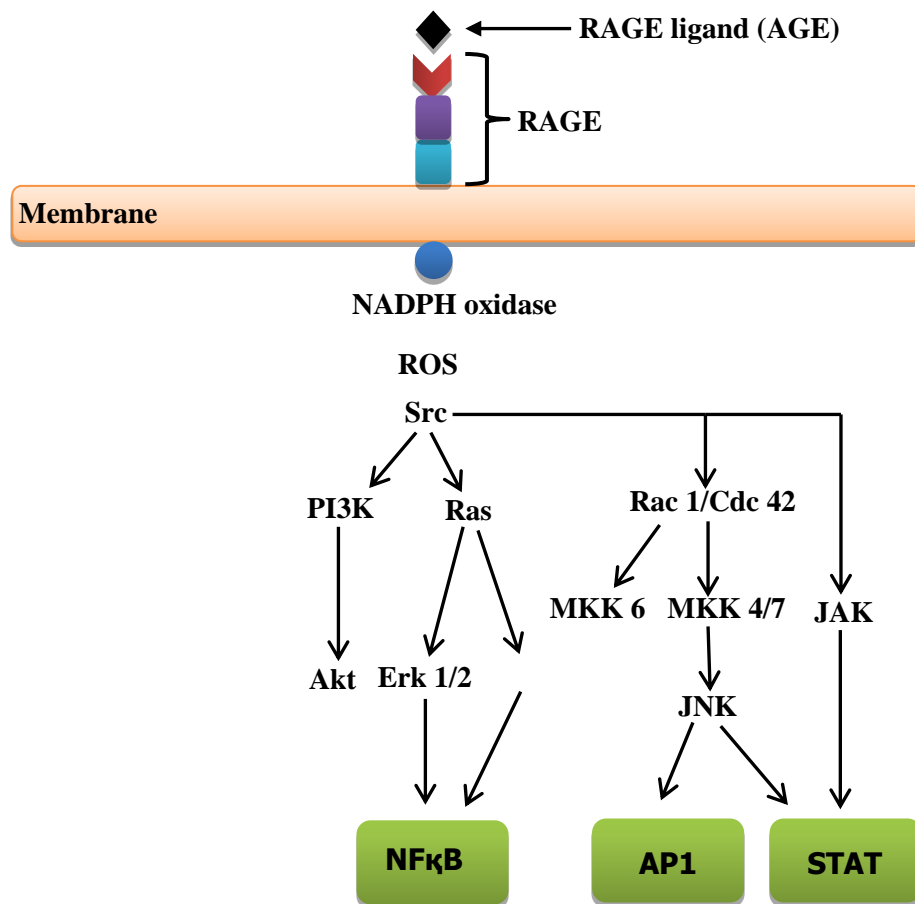 RAGE ligand (AGE)
RAGE
Membrane
NADPH oxidase
ROS
Src
PI3K
Ras
Rac 1/Cdc 42
MKK 6
MKK 4/7
JAK
Akt
Erk 1/2
JNK
NFқB
AP1
STAT